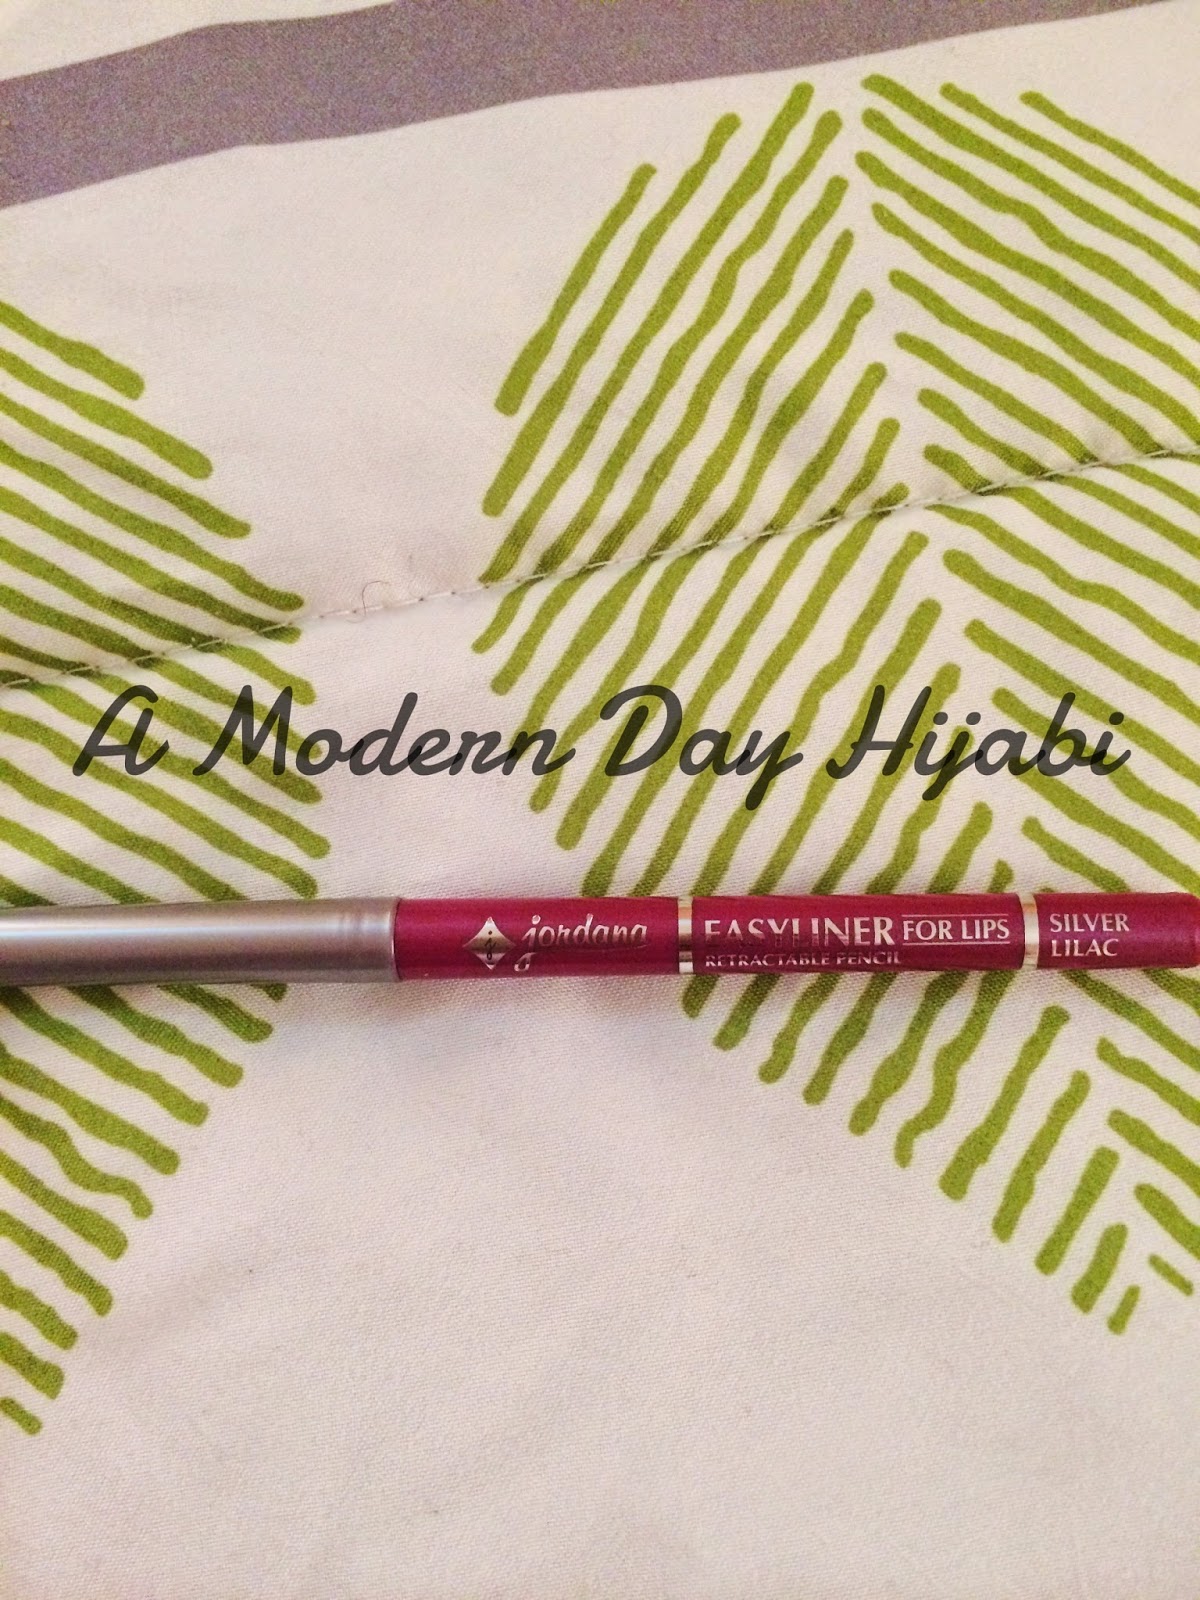 A Modern Day Hijabi
jordana
EASYLINER FOR LIPS
RETRACTABLE PENCIL
SILVER
LILAC